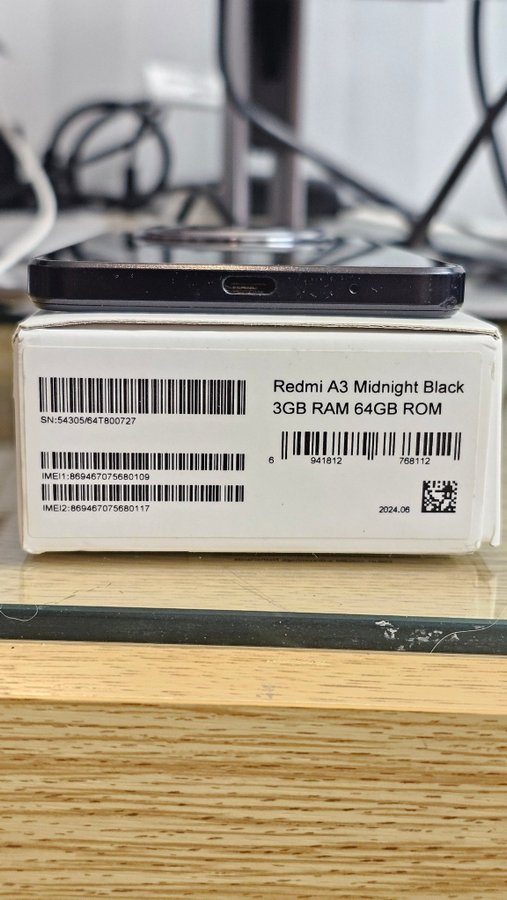 SN:54305/64T800727
IMEI1:869467075680109
IMEI2:869467075680117
Redmi A3 Midnight Black
3GB RAM 64GB ROM
6 941812 768112
2024.06